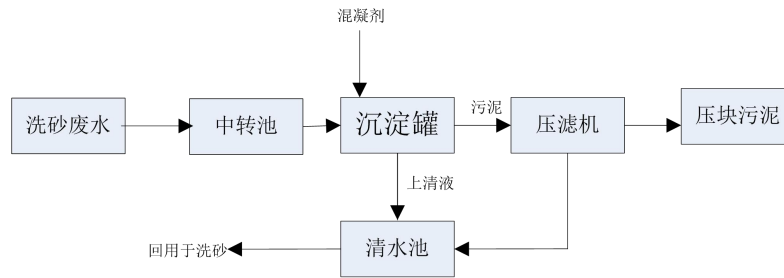 混凝剂
洗砂废水
中转池
沉淀罐
污泥
压滤机
压块污泥
上清液
回用于洗砂
清水池